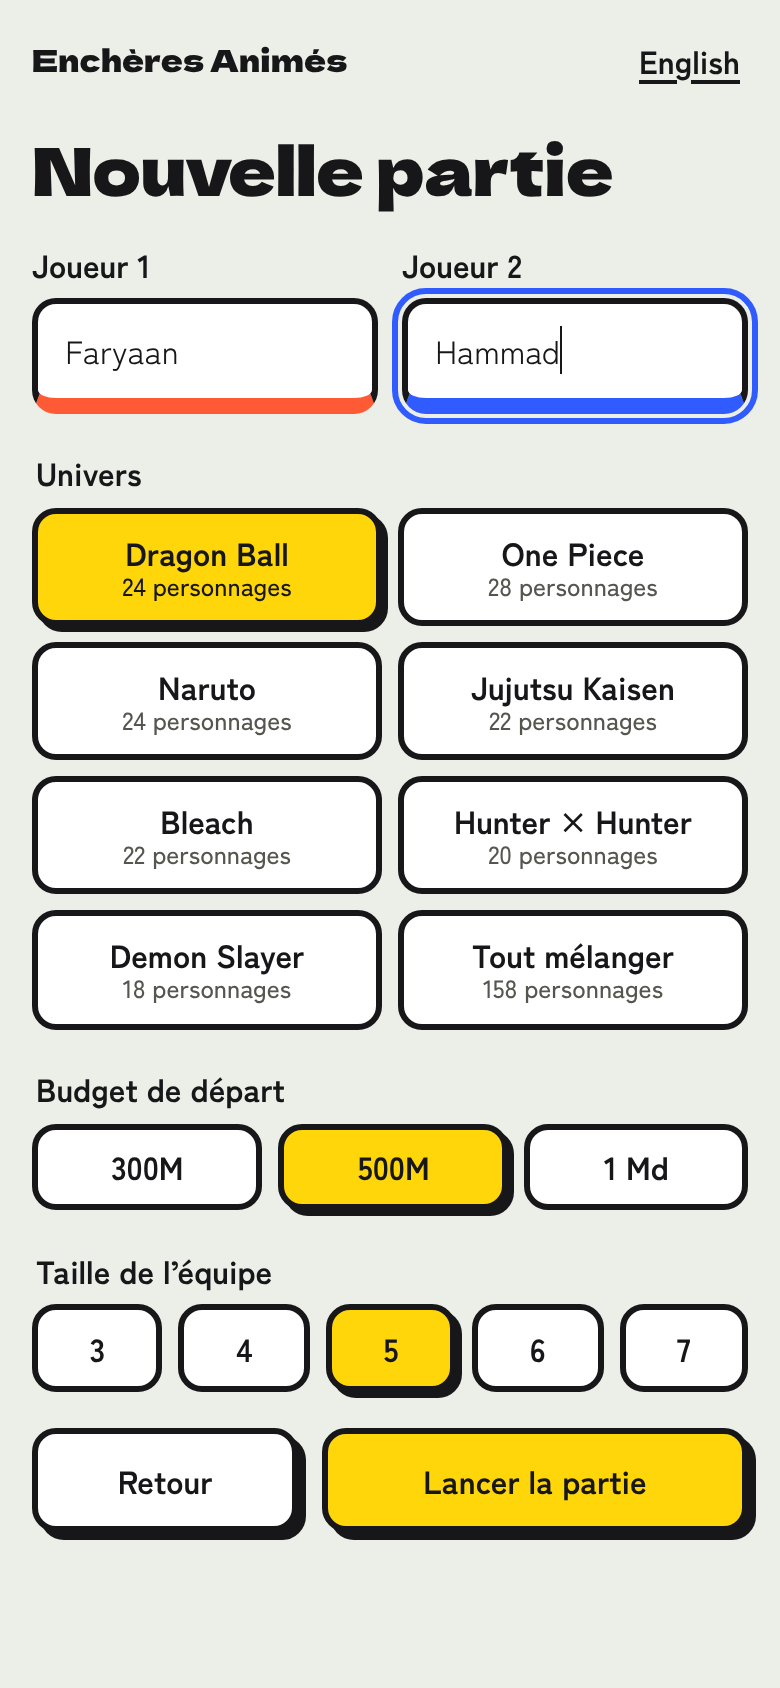 Enchères Animés
English
Nouvelle partie
Joueur 1
Joueur 2
Faryaan
Hammad
Univers
Dragon Ball
24 personnages
One Piece
28 personnages
Naruto
24 personnages
Jujutsu Kaisen
22 personnages
Bleach
22 personnages
Hunter × Hunter
20 personnages
Demon Slayer
18 personnages
Tout mélanger
158 personnages
Budget de départ
300M
500M
1 Md
Taille de l’équipe
3
4
5
6
7
Retour
Lancer la partie